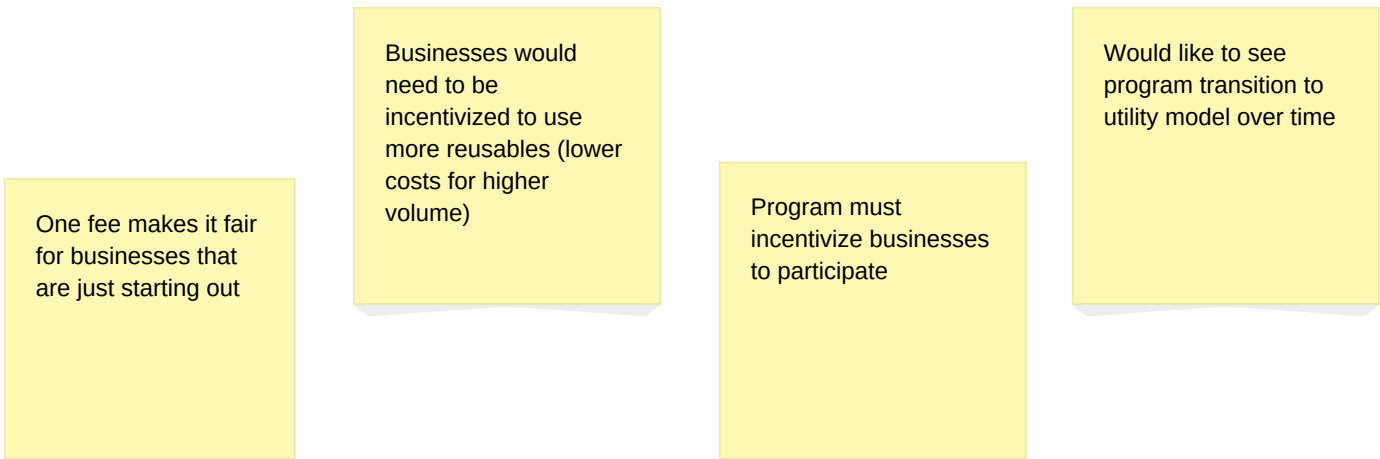 One fee makes it fair
for businesses that
are just starting out
Businesses would
need to be
incentivized to use
more reusables (lower
costs for higher
volume)
Program must
incentivize businesses
to participate
Would like to see
program transition to
utility model over time